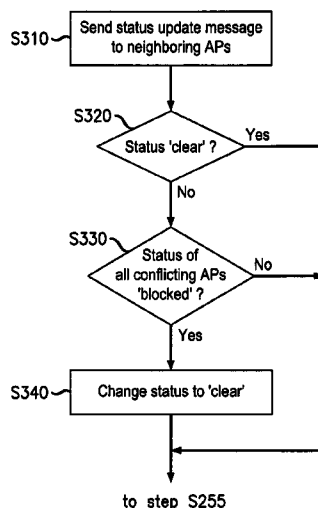 S310
Send status update message
to neighboring APs
S320
Status 'clear' ?
Yes
No
S330
Status of
all conflicting APs
'blocked' ?
No
Yes
S340
Change status to 'clear'
to step S255